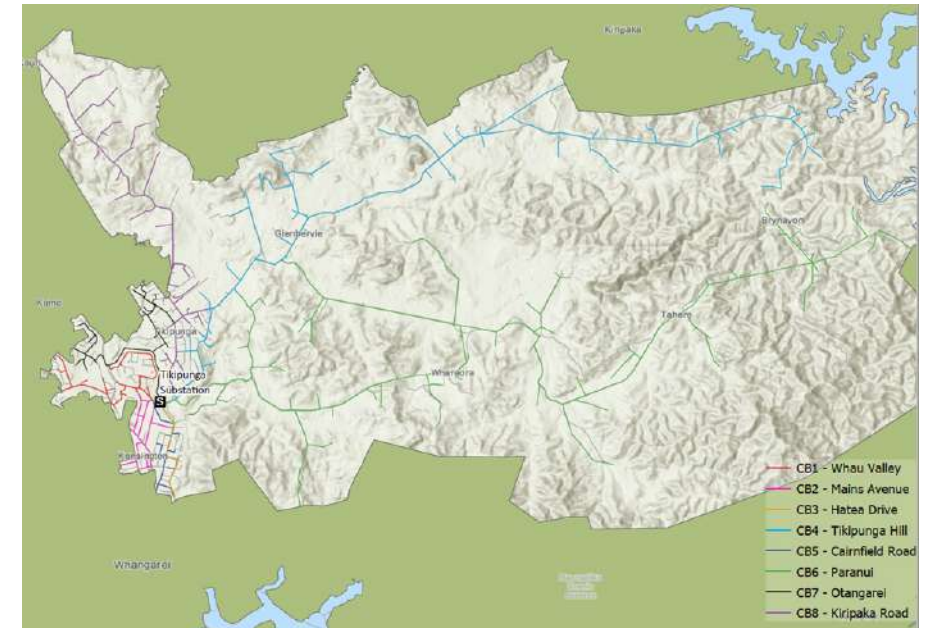 Kiripaka
Glenbervie
Brynavon
Kamo
Tikipunga
Tahere
Tikipunga
Substation
S
Whareora
Kensington
CB1 - Whau Valley
CB2 - Mains Avenue
CB3 - Hatea Drive
CB4 - Tikipunga Hill
CB5 - Cairnfield Road
CB6 - Paranui
CB7 - Otangarei
CB8 - Kiripaka Road
Whangarei